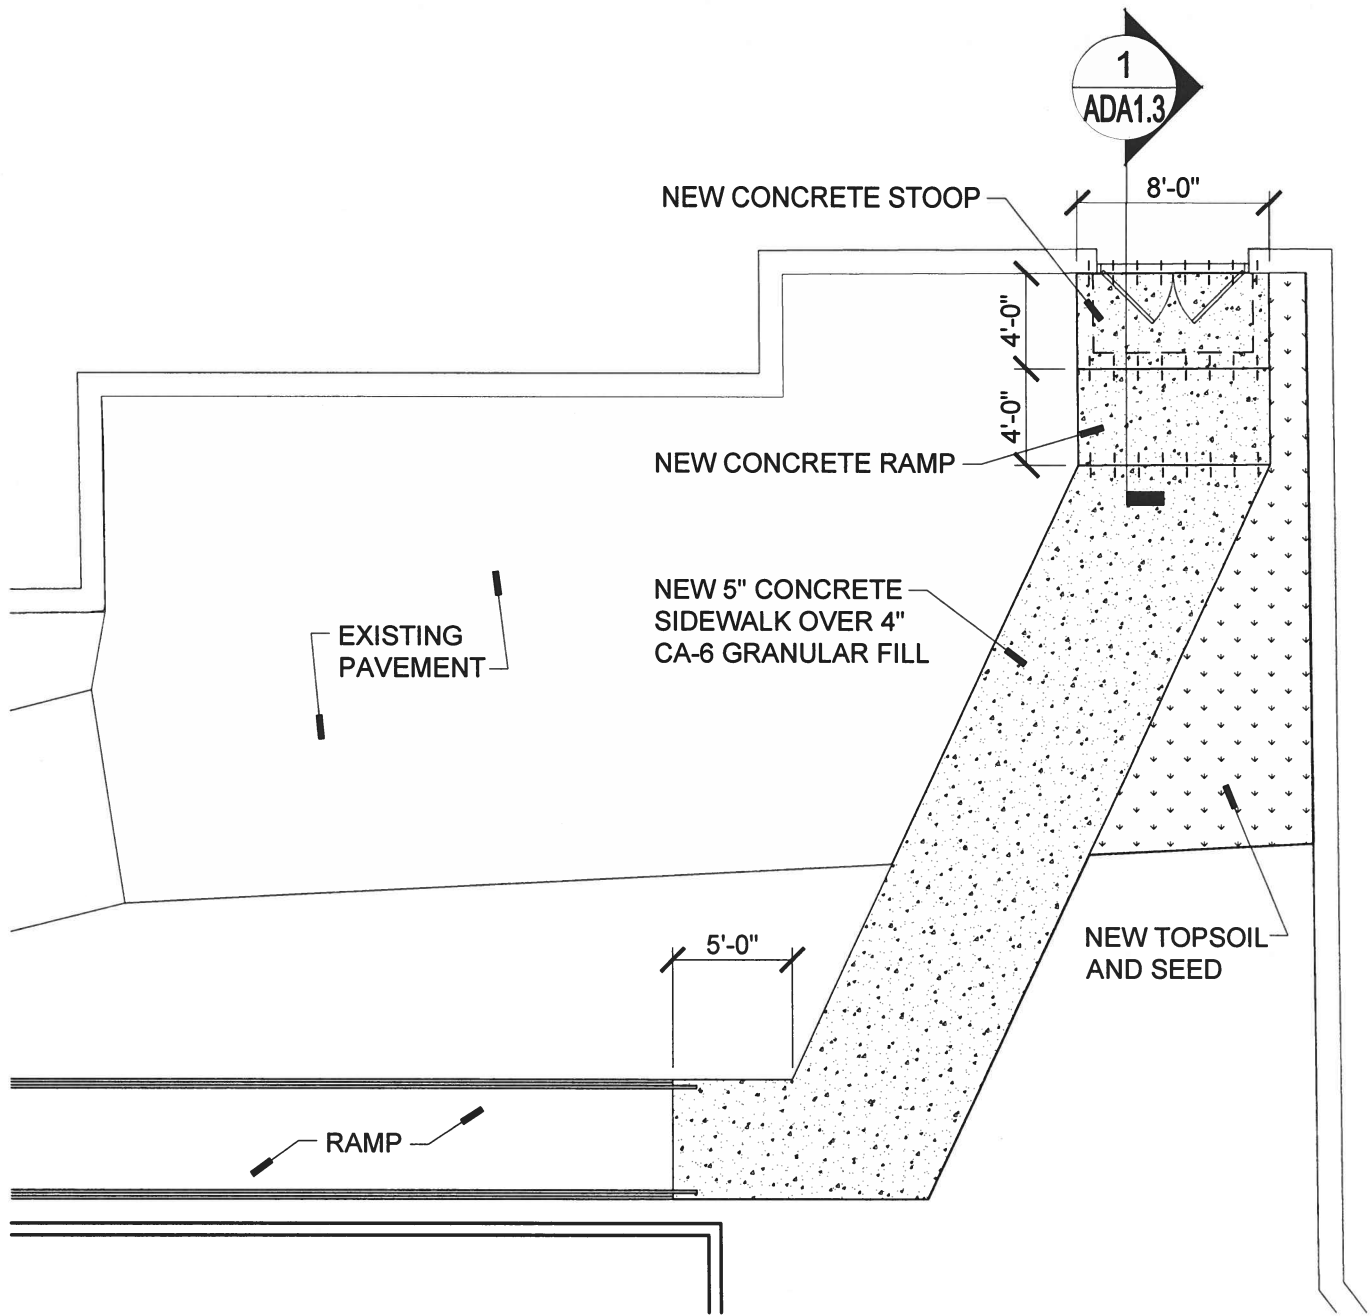 1
ADA1.3
NEW CONCRETE STOOP
8'-0"
4'-0"
4'-0"
NEW CONCRETE RAMP
NEW 5" CONCRETE
SIDEWALK OVER 4"
CA-6 GRANULAR FILL
EXISTING
PAVEMENT
5'-0"
NEW TOPSOIL
AND SEED
RAMP